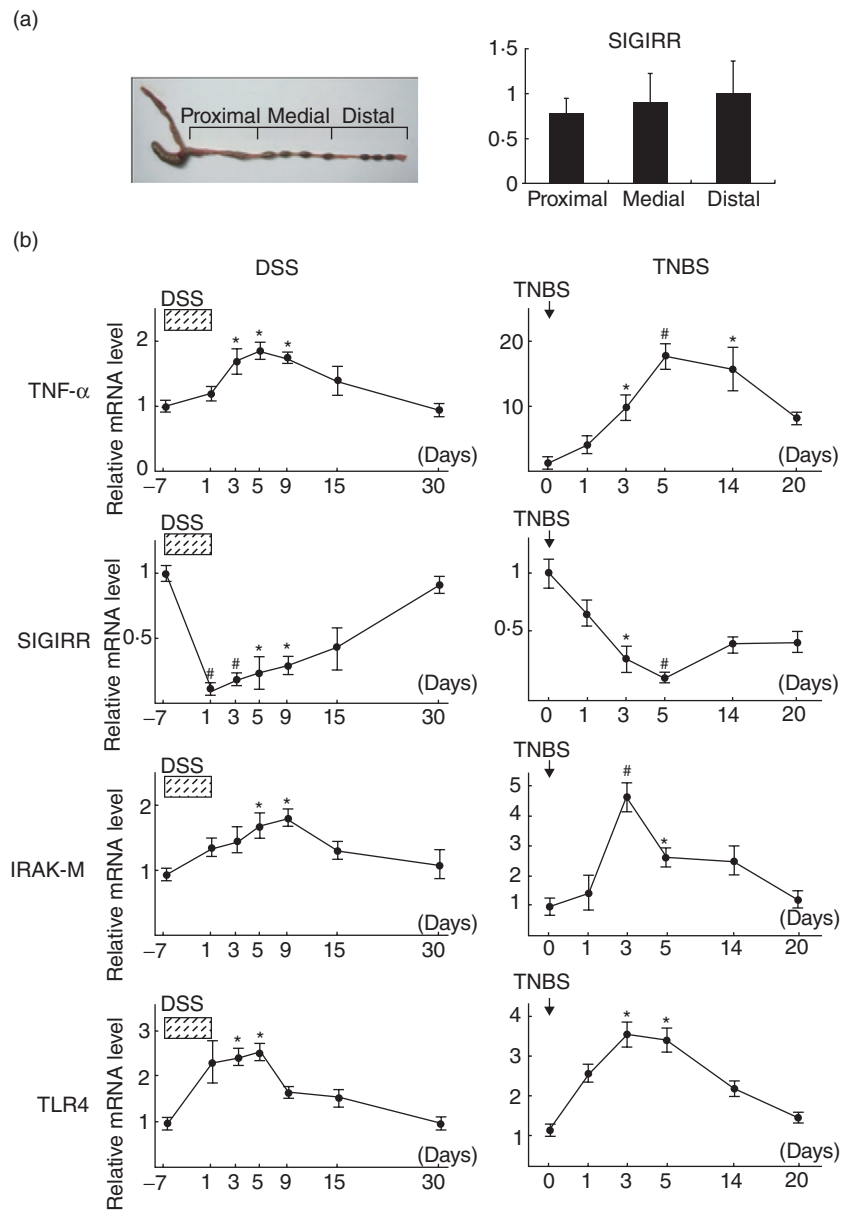 (a)
Proximal Medial Distal
SIGIRR
1·5
1
0·5
0
Proximal Medial Distal
(b)
DSS
TNBS
TNF-α
Relative mRNA level
DSS
2
1
0
* * *
(Days)
−7 1 3 5 9 15 30
TNBS
20
10
* # *
(Days)
0 1 3 5 14 20
SIGIRR
Relative mRNA level
DSS
1
0·5
# # * *
(Days)
−7 1 3 5 9 15 30
TNBS
1
0·5
* #
(Days)
0 1 3 5 14 20
IRAK-M
Relative mRNA level
DSS
2
1
* *
(Days)
−7 1 3 5 9 15 30
TNBS
5
4
3
2
1
# *
(Days)
0 1 3 5 14 20
TLR4
Relative mRNA level
DSS
3
2
1
* *
(Days)
−7 1 3 5 9 15 30
TNBS
4
3
2
1
* *
(Days)
0 1 3 5 14 20